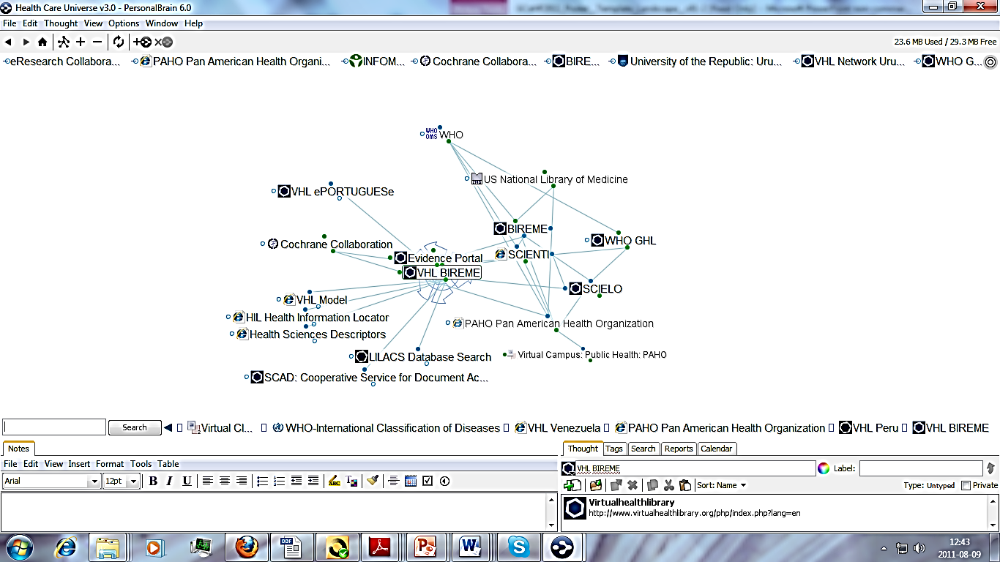 Health Care Universe v3.0 - PersonalBrain 6.0
File Edit Thought View Options Window Help
23.6 MB Used / 29.3 MB Free
eResearch Collabora... PAHO Pan American Health Organi... INFOM... Cochrane Collabora... BIRE... University of the Republic: Uru... VHL Network Uru... WHO G...
WHO OMS WHO
NLM US National Library of Medicine
VHL ePORTUGUESe
BIREME
WHO GHL
Cochrane Collaboration
SCIENTI
Evidence Portal
VHL BIREME
SCIELO
VHL Model
HIL Health Information Locator
PAHO Pan American Health Organization
Health Sciences Descriptors
Virtual Campus: Public Health: PAHO
LILACS Database Search
SCAD: Cooperative Service for Document Ac...
Search Virtual Cl... WHO-International Classification of Diseases VHL Venezuela PAHO Pan American Health Organization VHL Peru VHL BIREME
Notes
Thought Tags Search Reports Calendar
File Edit View Insert Format Tools Table
VHL BIREME Label:
Arial 12pt B I U ABC T
Sort: Name Type: Untyped Private
Virtualhealthlibrary
http://www.virtualhealthlibrary.org/php/index.php?lang=en
ODF
12:43
2011-08-09